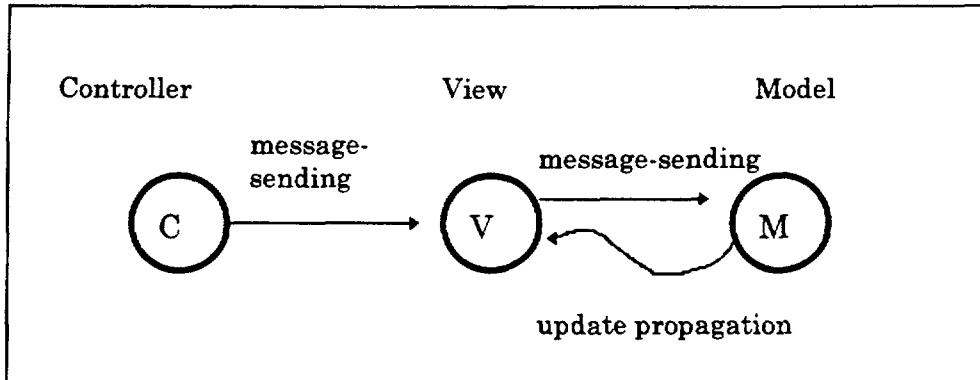 Controller
View
Model
message-
sending
message-sending
C
V
M
update propagation